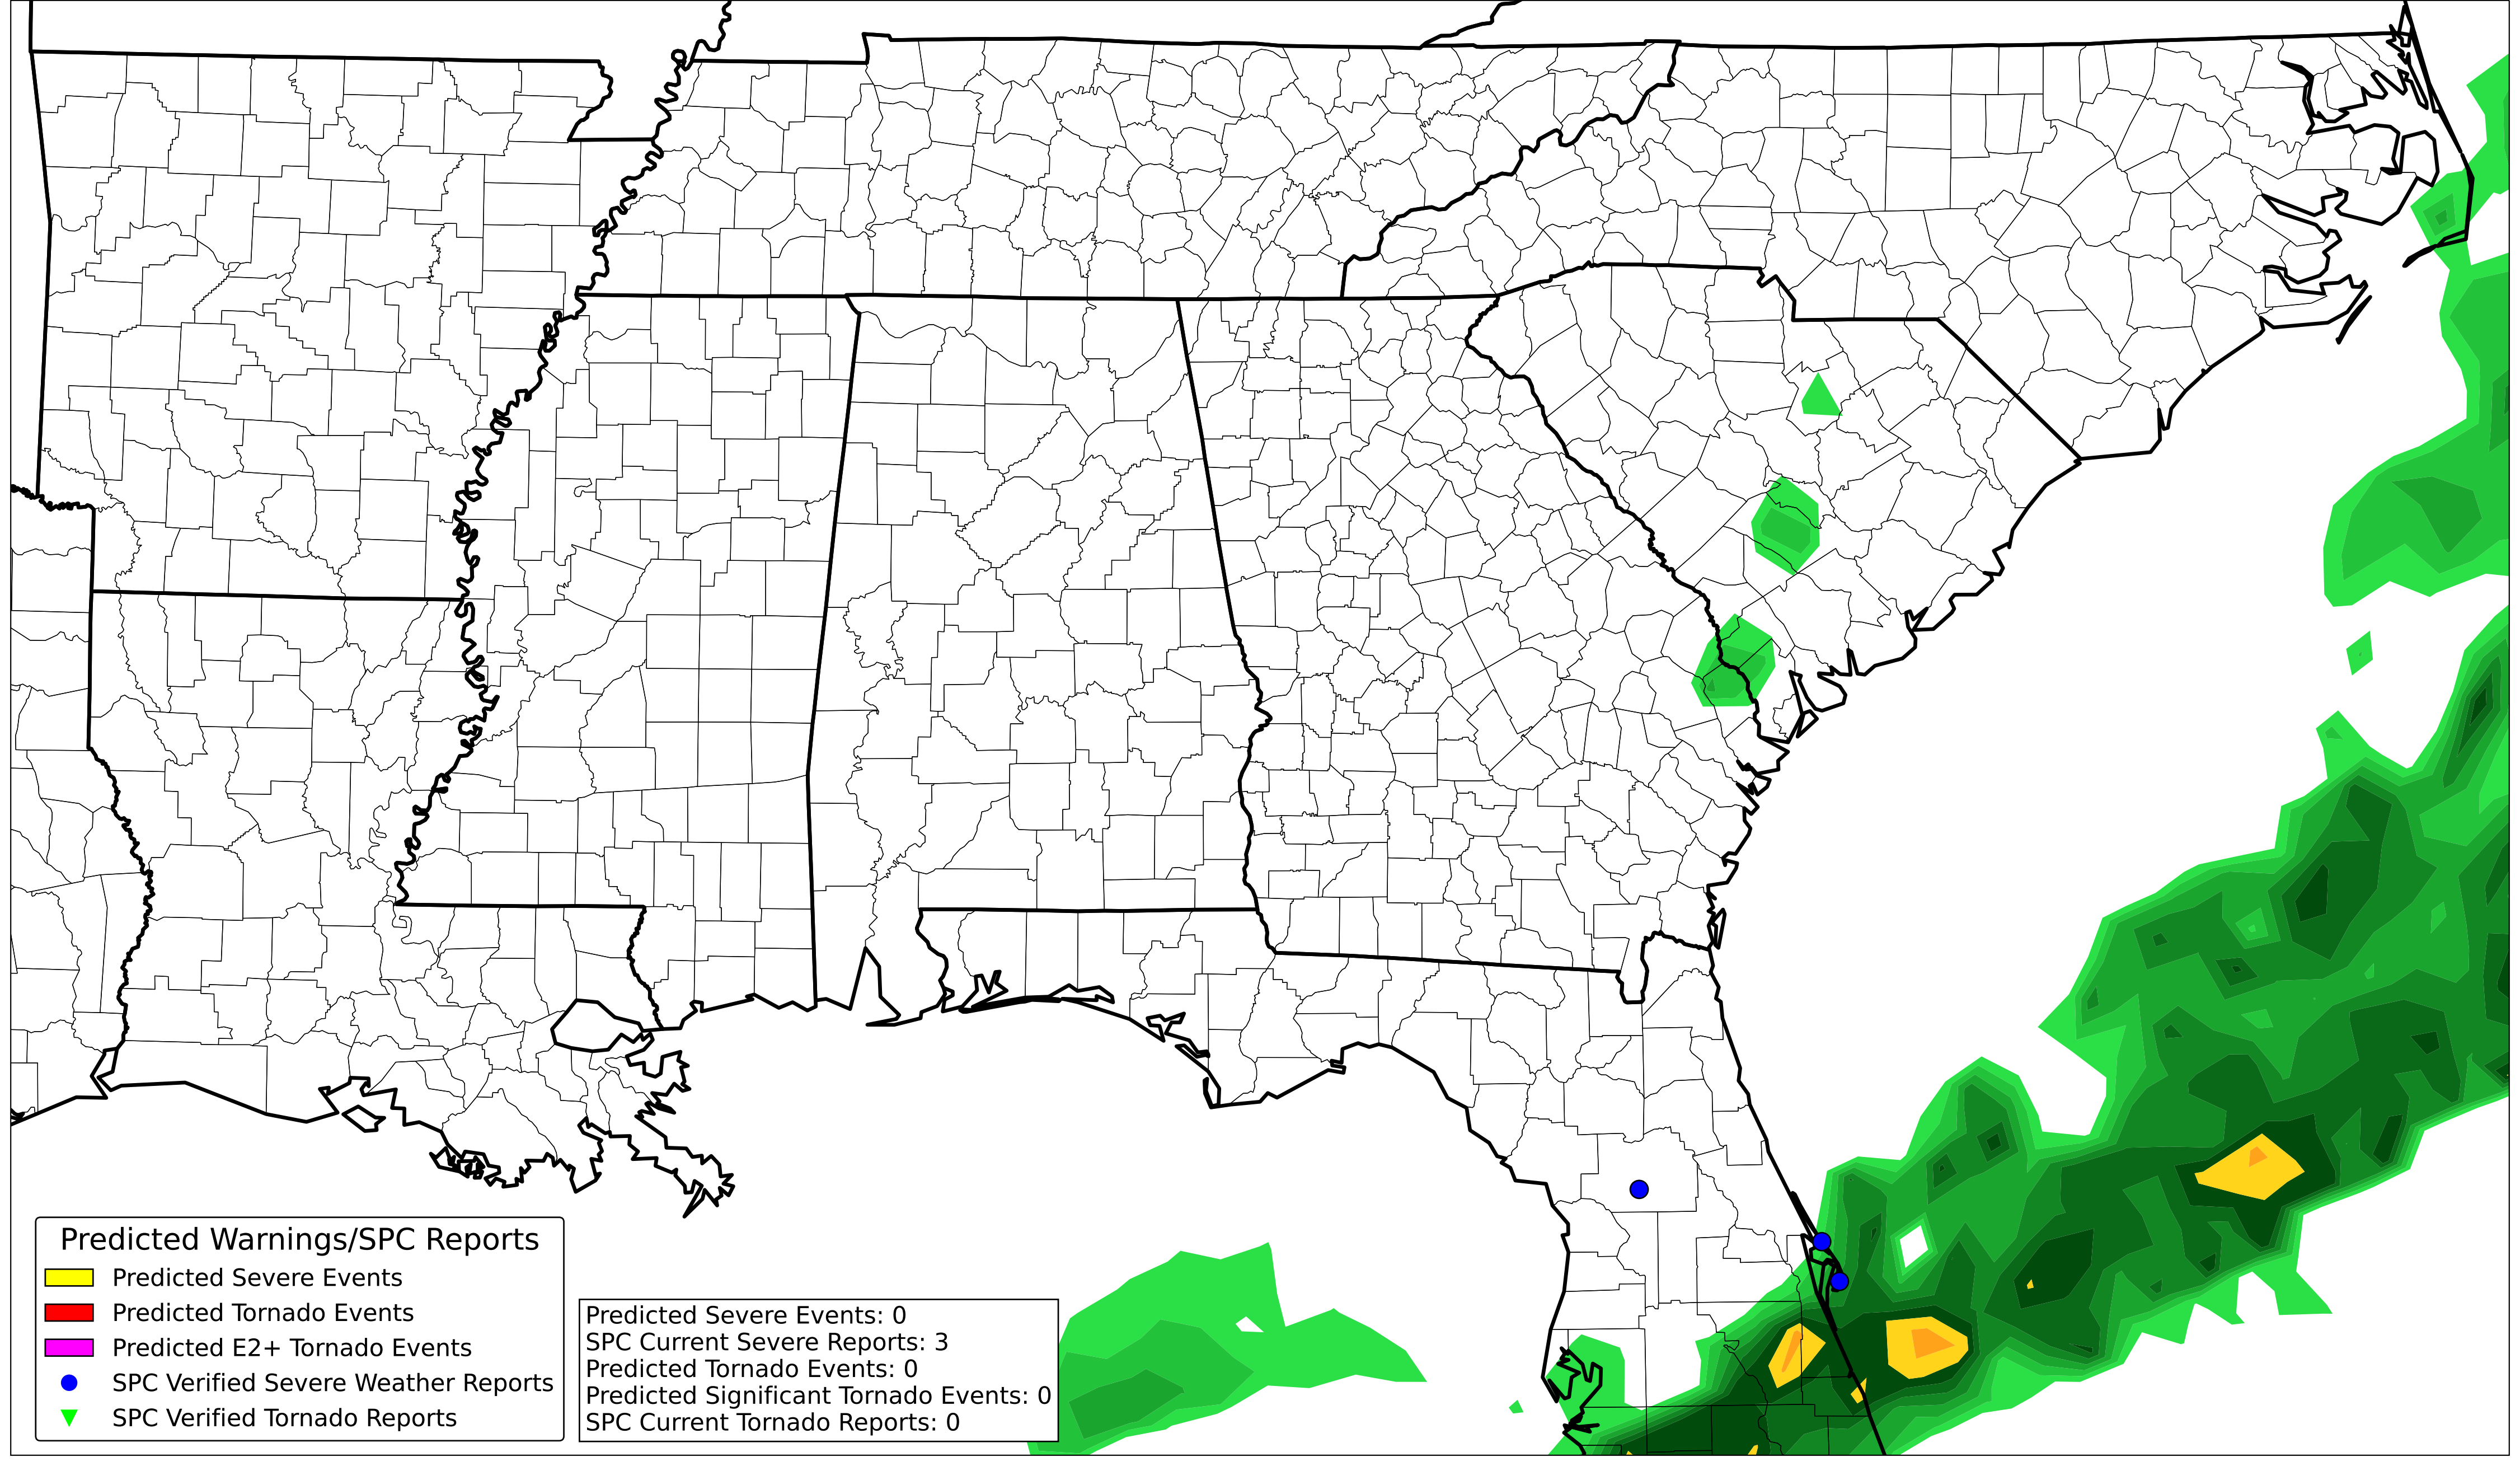 Predicted Warnings/SPC Reports
Predicted Severe Events
Predicted Tornado Events
Predicted E2+ Tornado Events
SPC Verified Severe Weather Reports
SPC Verified Tornado Reports
Predicted Severe Events: 0
SPC Current Severe Reports: 3
Predicted Tornado Events: 0
Predicted Significant Tornado Events: 0
SPC Current Tornado Reports: 0